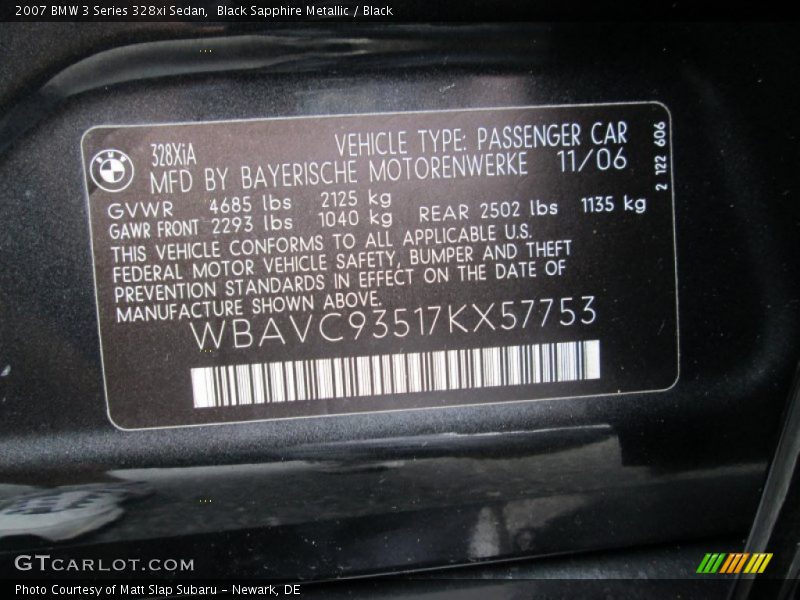 2007 BMW 3 Series 328xi Sedan, Black Sapphire Metallic / Black
328XiA VEHICLE TYPE: PASSENGER CAR
MFD BY BAYERISCHE MOTORENWERKE 11/06
GVWR 4685 lbs 2125 kg
GAWR FRONT 2293 lbs 1040 kg REAR 2502 lbs 1135 kg
THIS VEHICLE CONFORMS TO ALL APPLICABLE U.S.
FEDERAL MOTOR VEHICLE SAFETY, BUMPER AND THEFT
PREVENTION STANDARDS IN EFFECT ON THE DATE OF
MANUFACTURE SHOWN ABOVE.
WBAVC93517KX57753
2 122 606
BMW
GTCARLOT.COM
Photo Courtesy of Matt Slap Subaru - Newark, DE